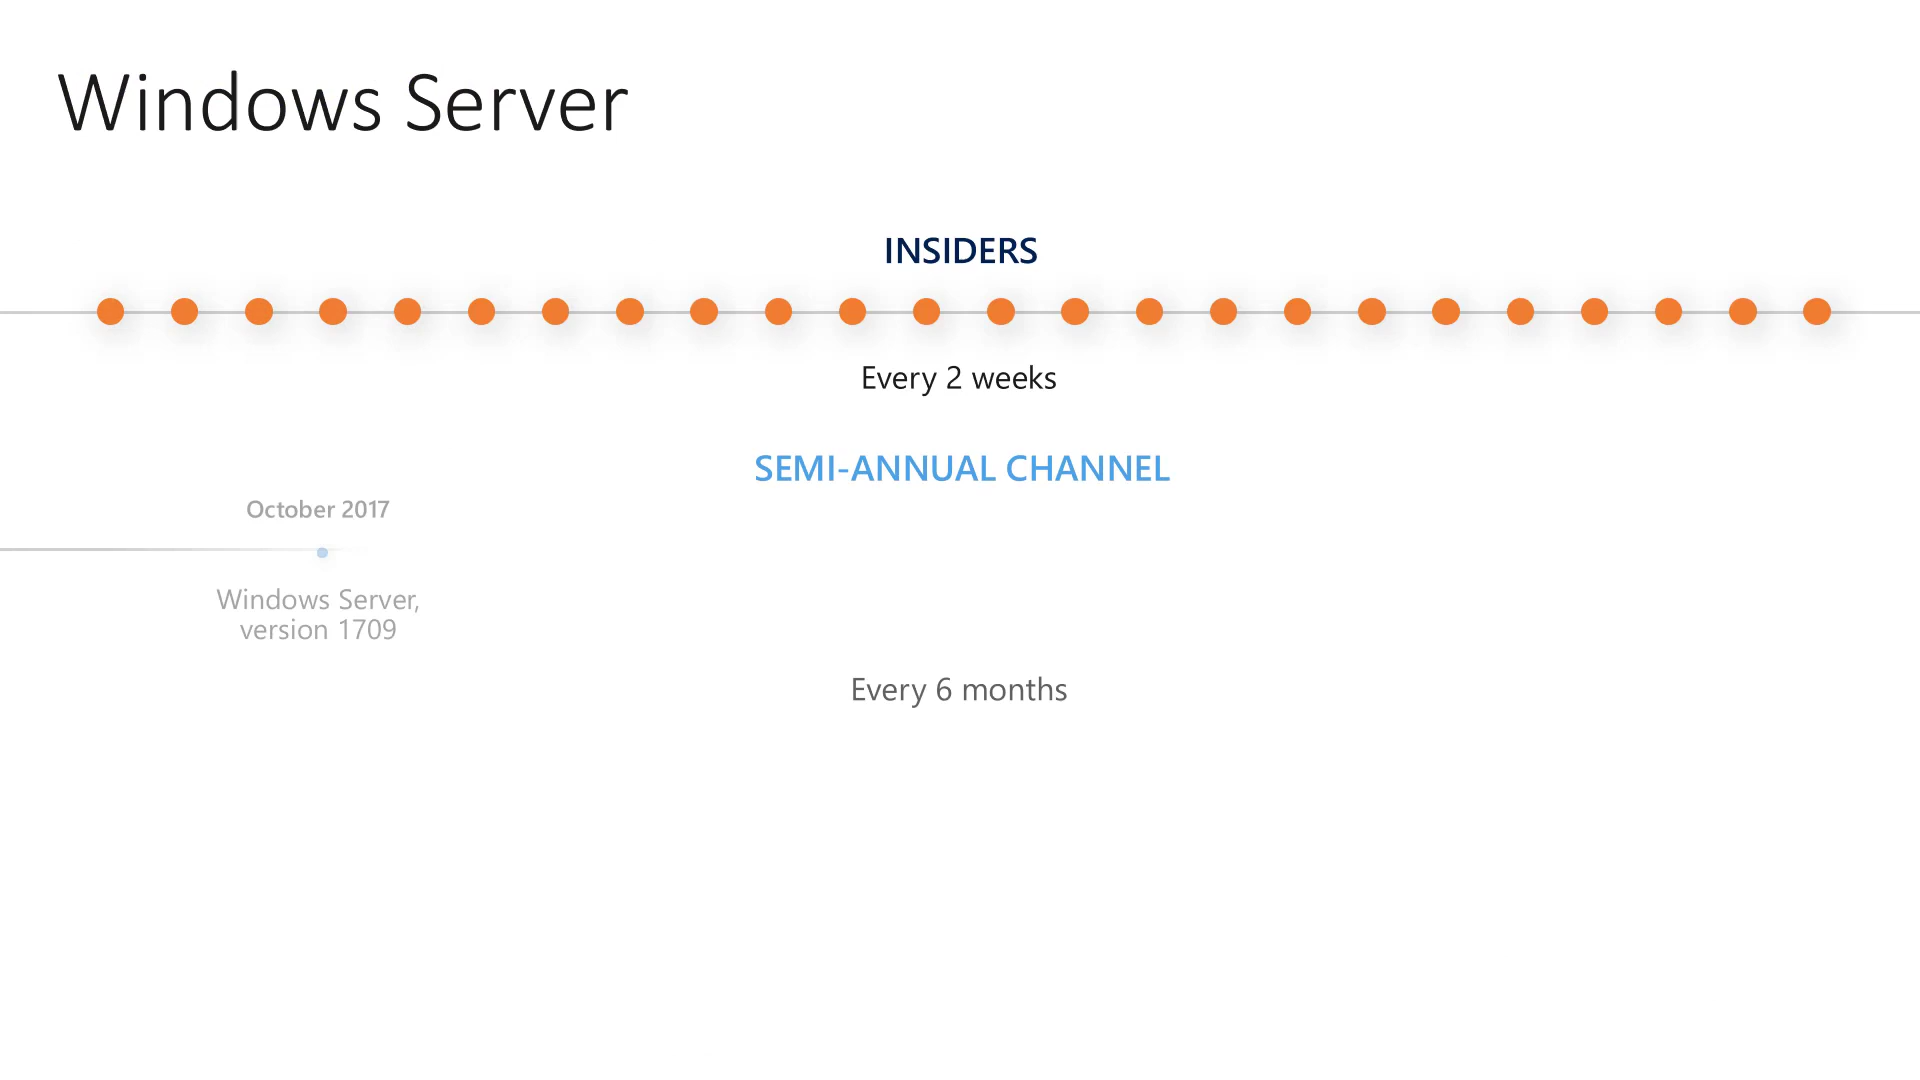 Windows Server
INSIDERS
Every 2 weeks
SEMI-ANNUAL CHANNEL
October 2017
Windows Server,
version 1709
Every 6 months